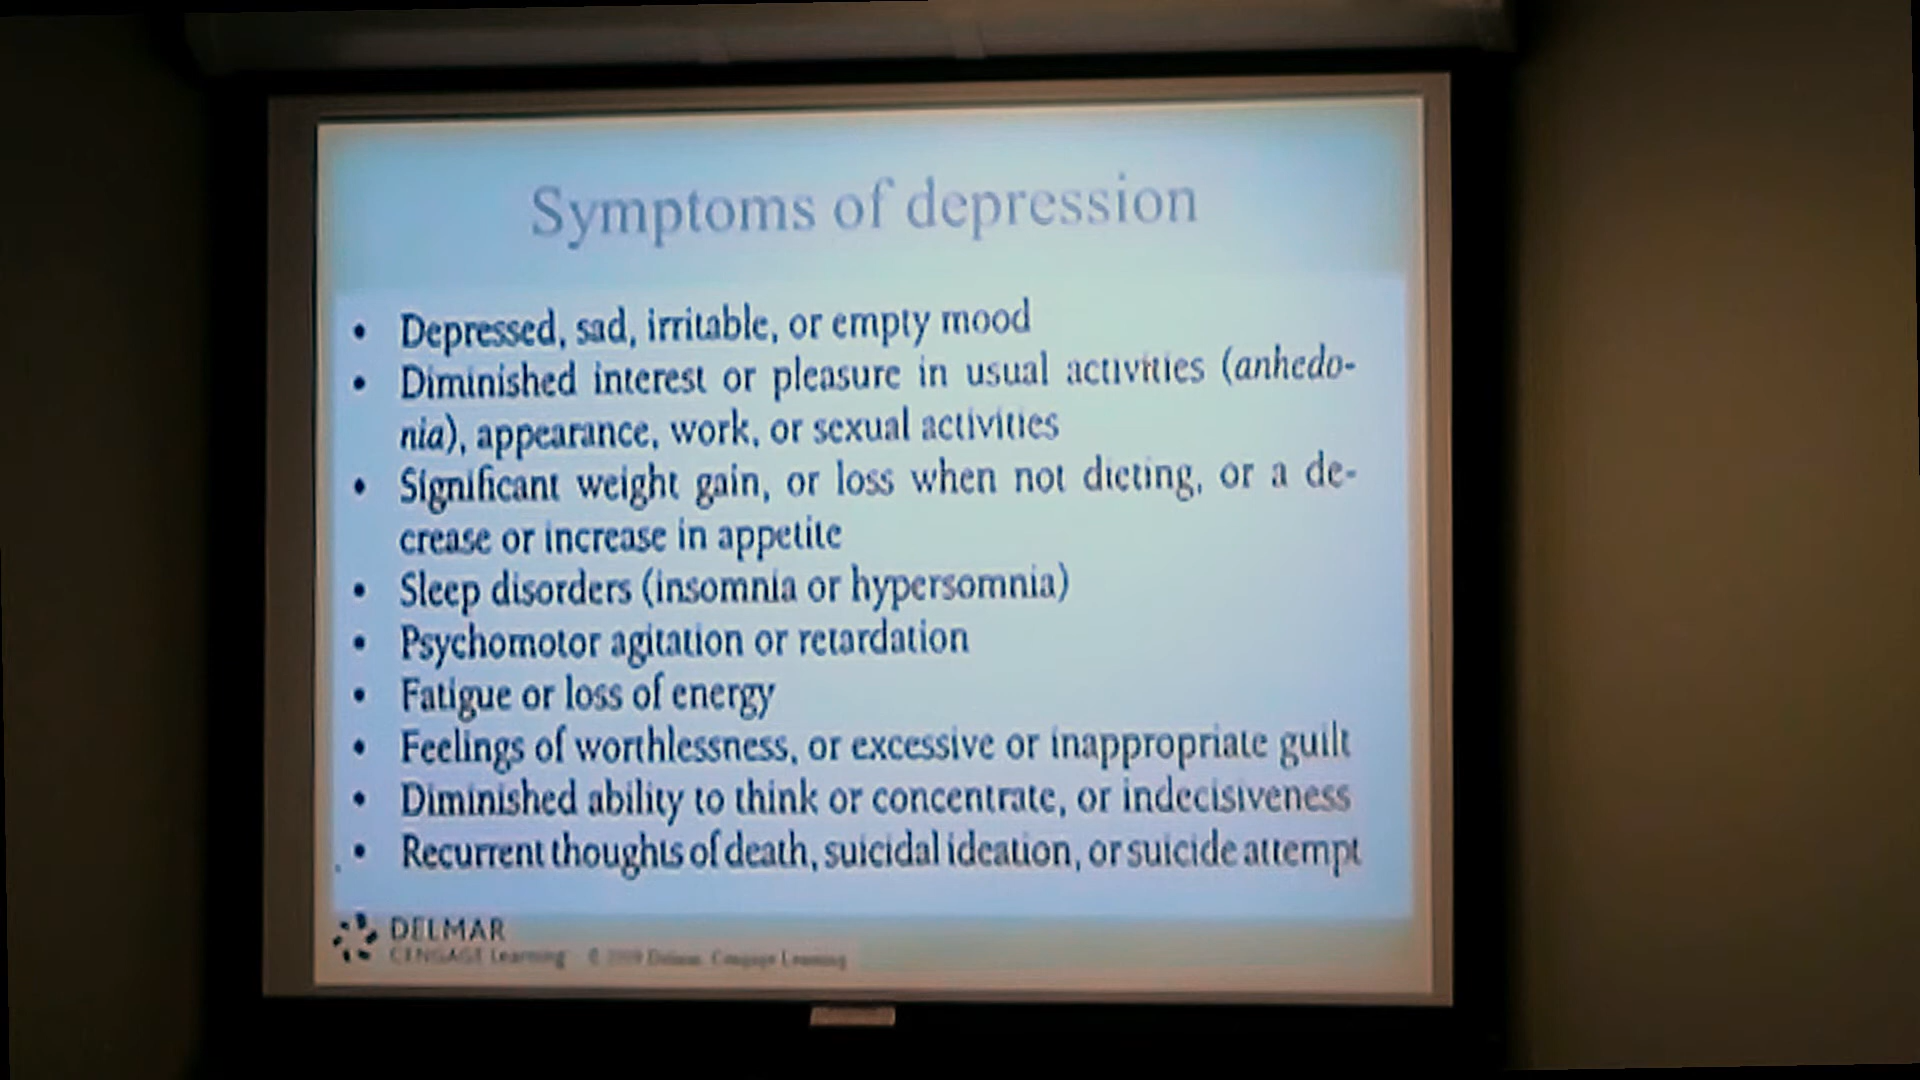 Symptoms of depression
• Depressed, sad, irritable, or empty mood
• Diminished interest or pleasure in usual activities (anhedo-
nia), appearance, work, or sexual activities
• Significant weight gain, or loss when not dieting, or a de-
crease or increase in appetite
• Sleep disorders (insomnia or hypersomnia)
• Psychomotor agitation or retardation
• Fatigue or loss of energy
• Feelings of worthlessness, or excessive or inappropriate guilt
• Diminished ability to think or concentrate, or indecisiveness
• Recurrent thoughts of death, suicidal ideation, or suicide attempt
DELMAR
CENGAGE Learning © 2009 Delmar, Cengage Learning